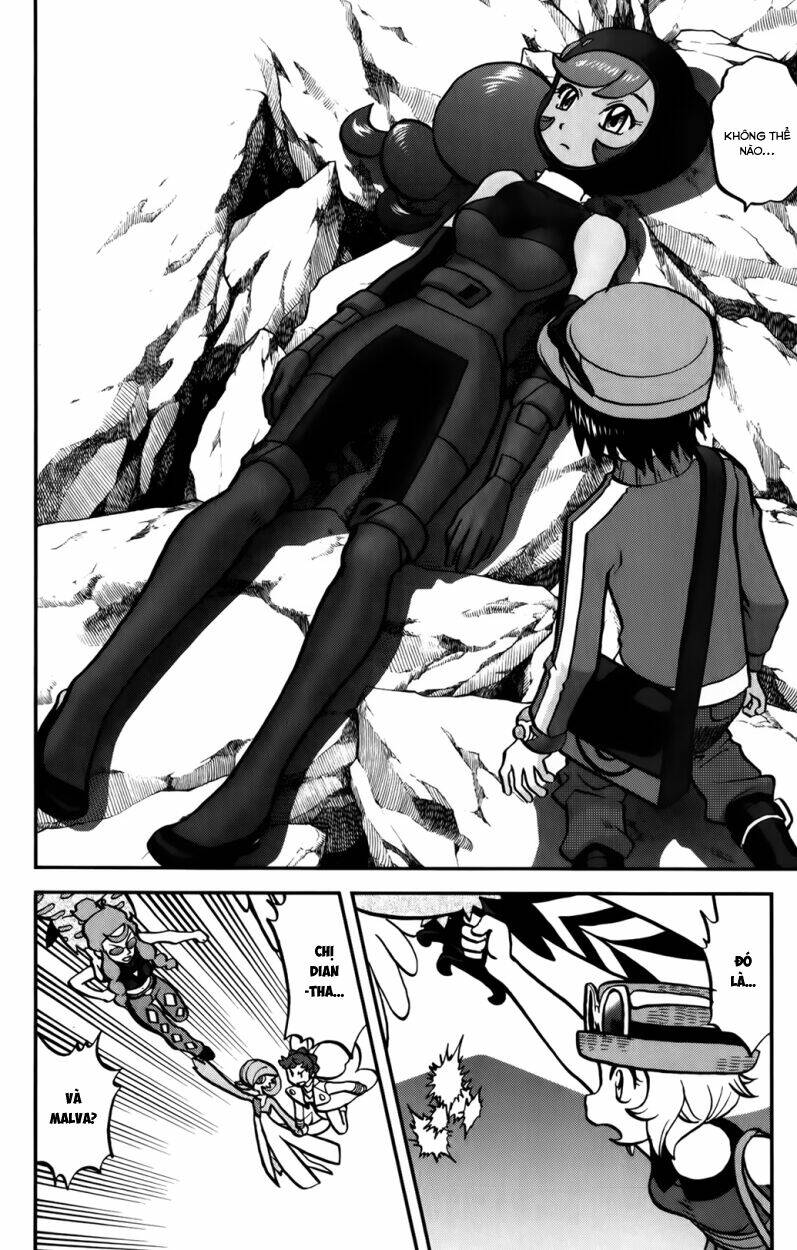 KHÔNG THỂ
NÀO...
ĐÓ
LÀ...
CHỊ
DIAN
-THA...
VÀ
MALVA?